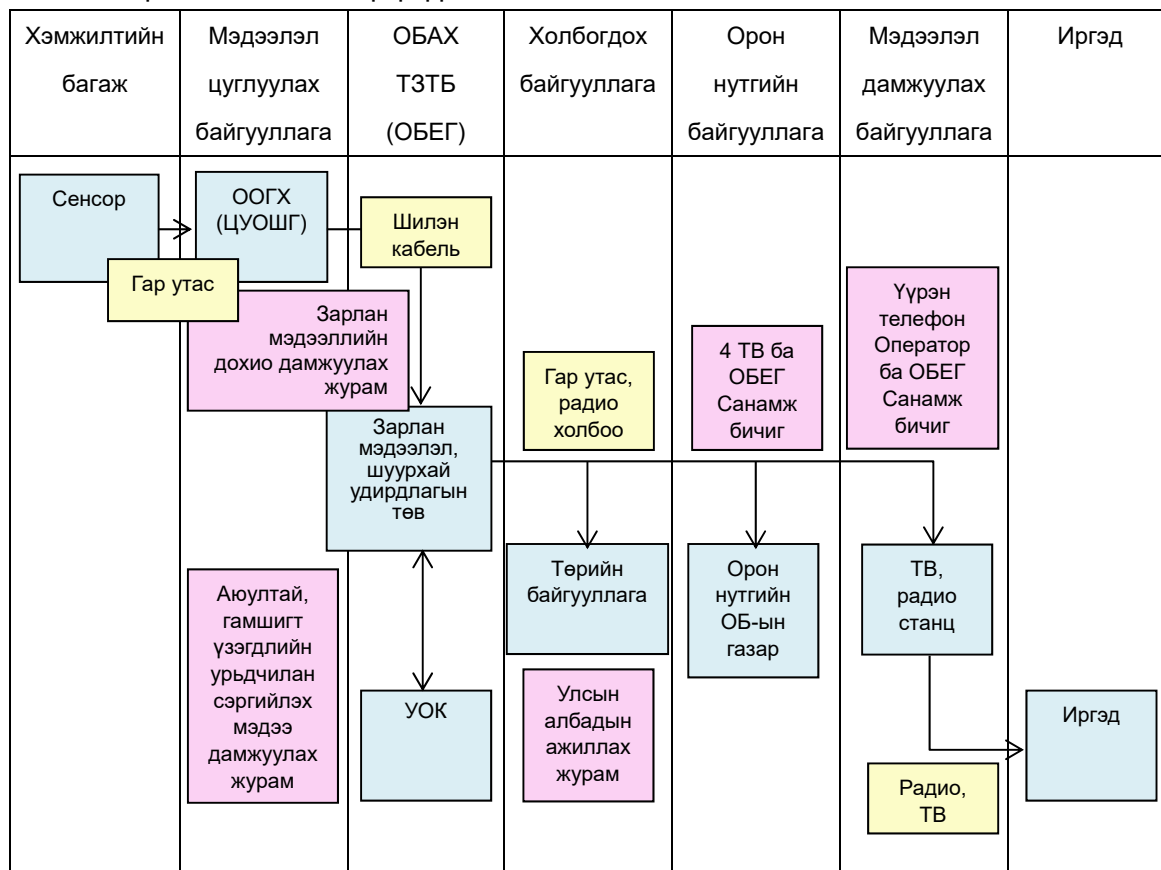 Хэмжилтийн
багаж
Мэдээлэл
цуглуулах
байгууллага
ОБАХ
ТЗТБ
(ОБЕГ)
Холбогдох
байгууллага
Орон
нутгийн
байгууллага
Мэдээлэл
дамжуулах
байгууллага
Иргэд
Сенсор
ООГХ
(ЦУОШГ)
Шилэн
кабель
Гар утас
Зарлан
мэдээллийн
дохио дамжуулах
журам
Гар утас,
радио
холбоо
4 ТВ ба
ОБЕГ
Санамж
бичиг
Үүрэн
телефон
Оператор
ба ОБЕГ
Санамж
бичиг
Зарлан
мэдээлэл,
шуурхай
удирдлагын
төв
Төрийн
байгууллага
Орон
нутгийн
ОБ-ын
газар
ТВ,
радио
станц
Аюултай,
гамшигт
үзэгдлийн
урьдчилан
сэргийлэх
мэдээ
дамжуулах
журам
УОК
Улсын
албадын
ажиллах
журам
Иргэд
Радио,
ТВ